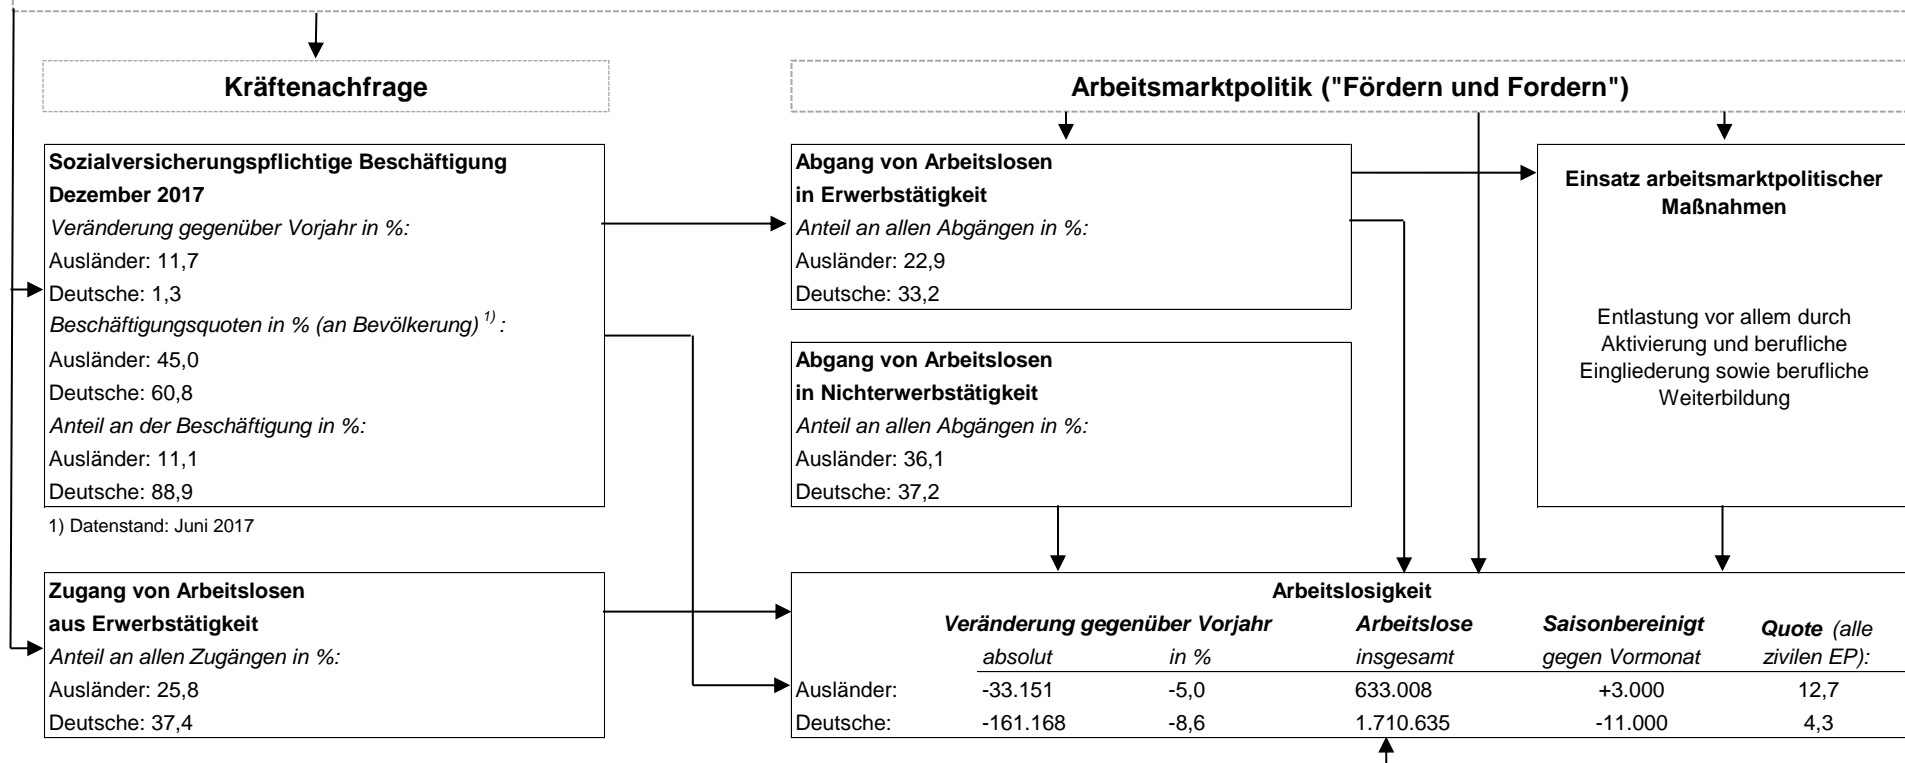 Kräftenachfrage
Arbeitsmarktpolitik ("Fördern und Fordern")
Sozialversicherungspflichtige Beschäftigung
Dezember 2017
Veränderung gegenüber Vorjahr in %:
Ausländer: 11,7
Deutsche: 1,3
Beschäftigungsquoten in % (an Bevölkerung) 1) :
Ausländer: 45,0
Deutsche: 60,8
Anteil an der Beschäftigung in %:
Ausländer: 11,1
Deutsche: 88,9
1) Datenstand: Juni 2017
Abgang von Arbeitslosen
in Erwerbstätigkeit
Anteil an allen Abgängen in %:
Ausländer: 22,9
Deutsche: 33,2
Abgang von Arbeitslosen
in Nichterwerbstätigkeit
Anteil an allen Abgängen in %:
Ausländer: 36,1
Deutsche: 37,2
Einsatz arbeitsmarktpolitischer
Maßnahmen
Entlastung vor allem durch
Aktivierung und berufliche
Eingliederung sowie berufliche
Weiterbildung
Zugang von Arbeitslosen
aus Erwerbstätigkeit
Anteil an allen Zugängen in %:
Ausländer: 25,8
Deutsche: 37,4
Arbeitslosigkeit
Veränderung gegenüber Vorjahr Arbeitslose Saisonbereinigt Quote (alle
absolut in % insgesamt gegen Vormonat zivilen EP):
Ausländer: -33.151 -5,0 633.008 +3.000 12,7
Deutsche: -161.168 -8,6 1.710.635 -11.000 4,3